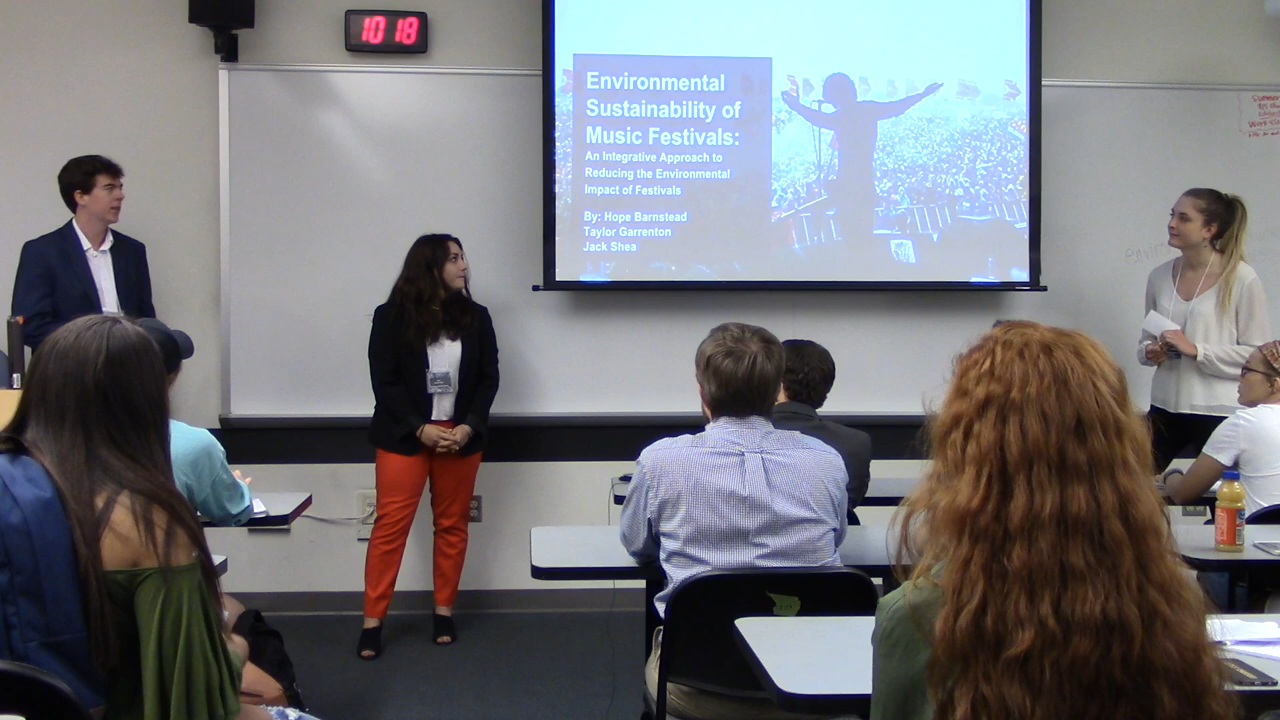 10 18
Environmental
Sustainability of
Music Festivals:
An Integrative Approach to
Reducing the Environmental
Impact of Festivals
By: Hope Barnstead
Taylor Garrenton
Jack Shea